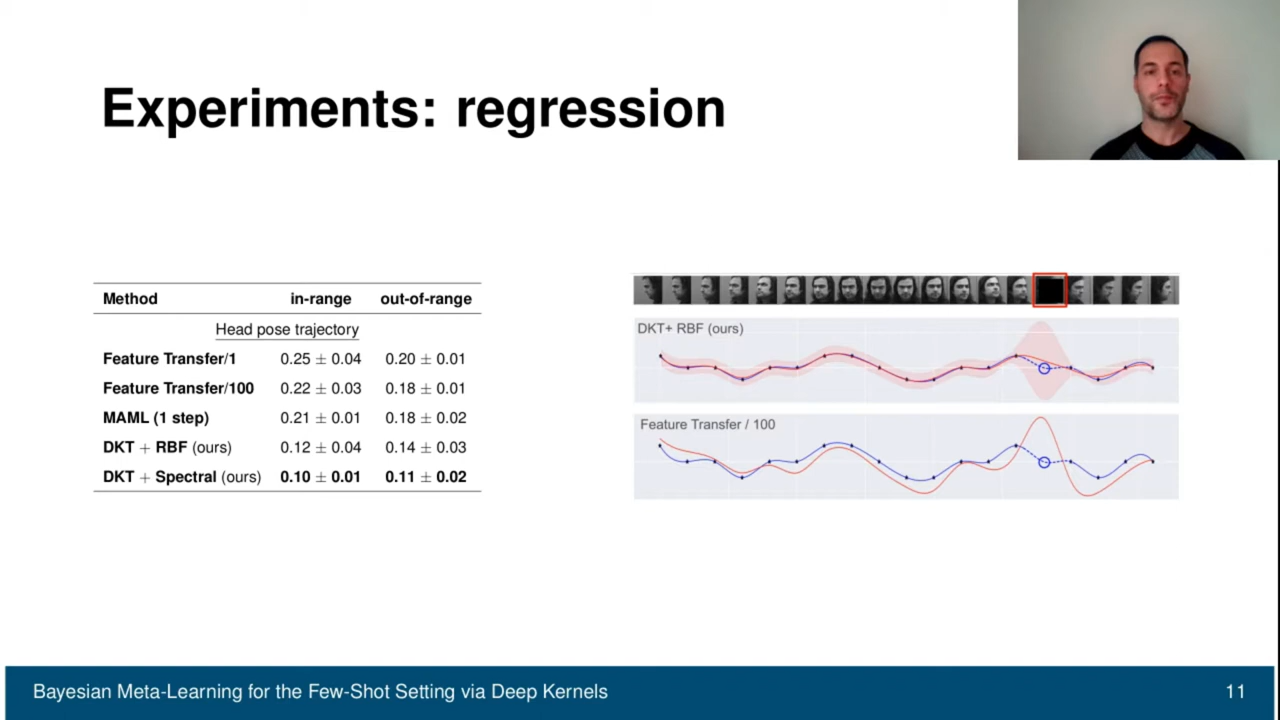 Experiments: regression
Method in-range out-of-range
Head pose trajectory
Feature Transfer/1 0.25 ± 0.04 0.20 ± 0.01
Feature Transfer/100 0.22 ± 0.03 0.18 ± 0.01
MAML (1 step) 0.21 ± 0.01 0.18 ± 0.02
DKT + RBF (ours) 0.12 ± 0.04 0.14 ± 0.03
DKT + Spectral (ours) 0.10 ± 0.01 0.11 ± 0.02
DKT+ RBF (ours)
Feature Transfer / 100
Bayesian Meta-Learning for the Few-Shot Setting via Deep Kernels 11